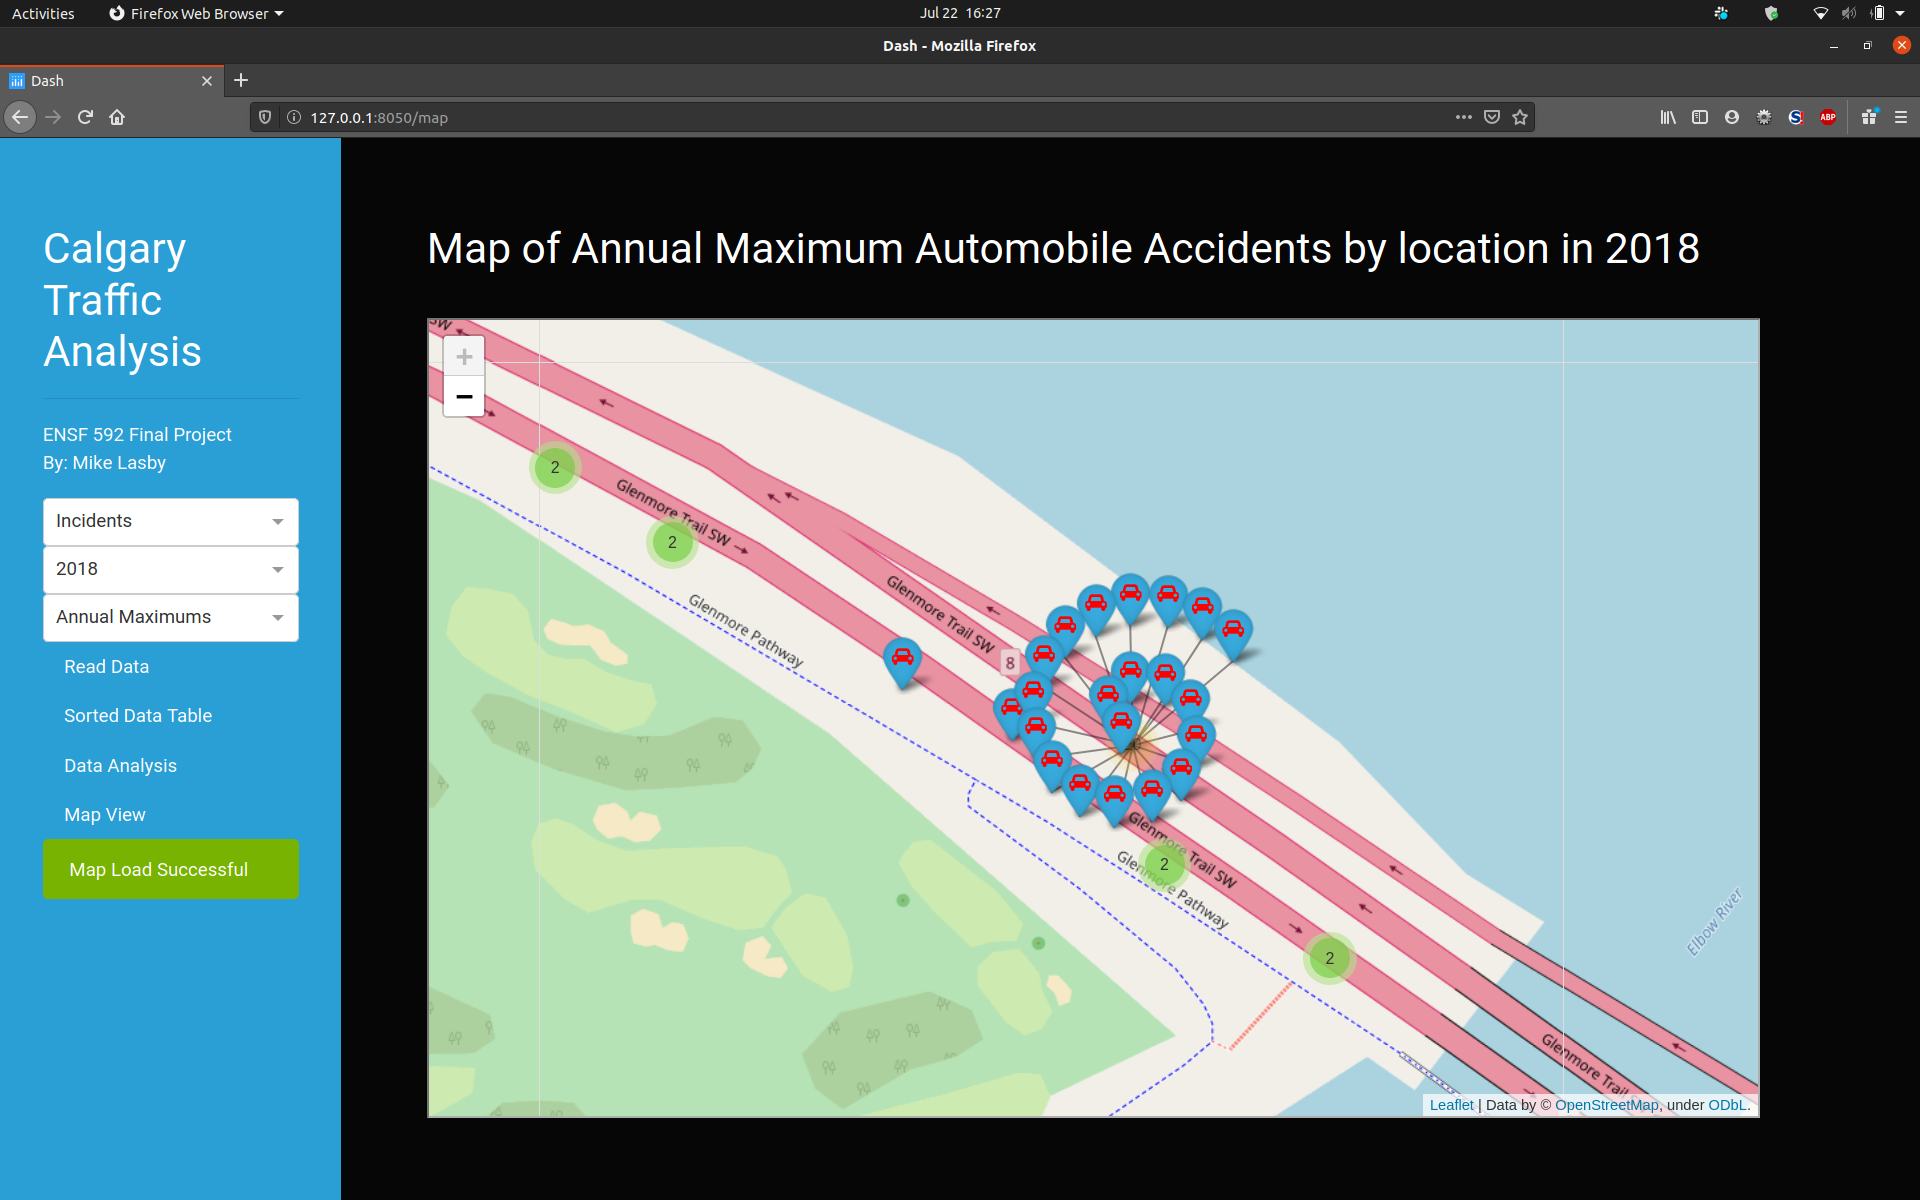 Activities
Firefox Web Browser
Jul 22 16:27
Dash - Mozilla Firefox
Dash
127.0.0.1:8050/map
ABP
Calgary
Traffic
Analysis
ENSF 592 Final Project
By: Mike Lasby
Incidents
2018
Annual Maximums
Read Data
Sorted Data Table
Data Analysis
Map View
Map Load Successful
Map of Annual Maximum Automobile Accidents by location in 2018
SW
+
−
2
Glenmore Trail SW
2
Glenmore Pathway
Glenmore Trail SW
8
Glenmore Trail SW
2
Glenmore Pathway
2
Elbow River
Glenmore Trail S
Leaflet | Data by © OpenStreetMap, under ODbL.